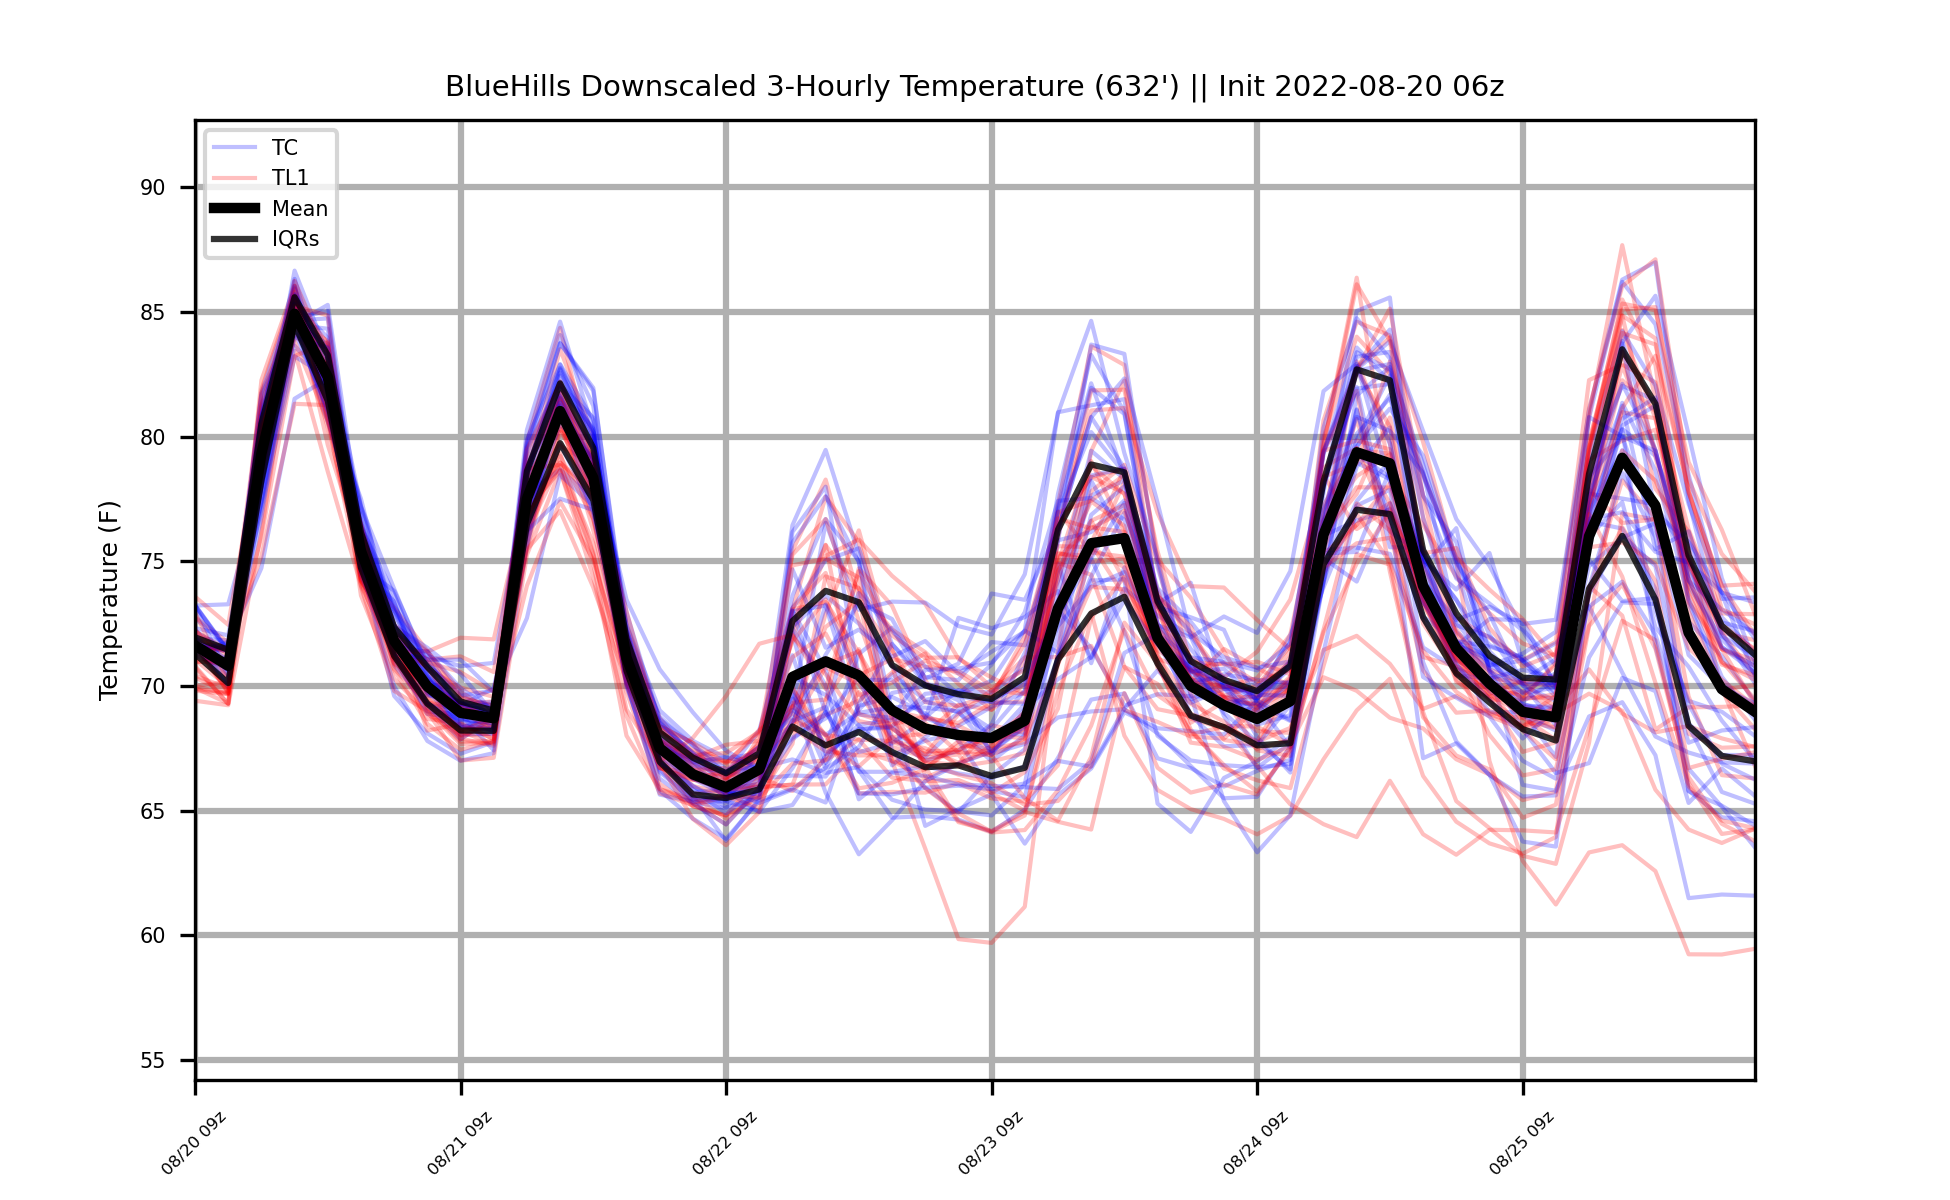 BlueHills Downscaled 3-Hourly Temperature (632') || Init 2022-08-20 06z
TC
TL1
Mean
IQRs
Temperature (F)
90
85
80
75
70
65
60
55
08/20 09z
08/21 09z
08/22 09z
08/23 09z
08/24 09z
08/25 09z